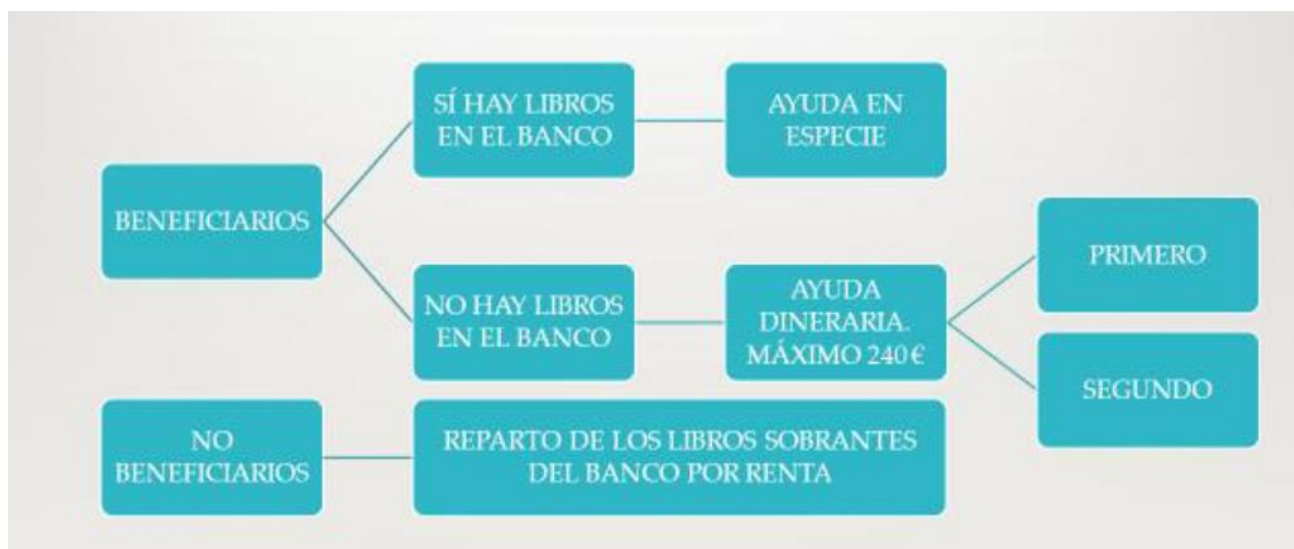 SÍ HAY LIBROS
EN EL BANCO
AYUDA EN
ESPECIE
BENEFICIARIOS
NO HAY LIBROS
EN EL BANCO
AYUDA
DINERARIA.
MÁXIMO 240 €
PRIMERO
SEGUNDO
NO
BENEFICIARIOS
REPARTO DE LOS LIBROS SOBRANTES
DEL BANCO POR RENTA